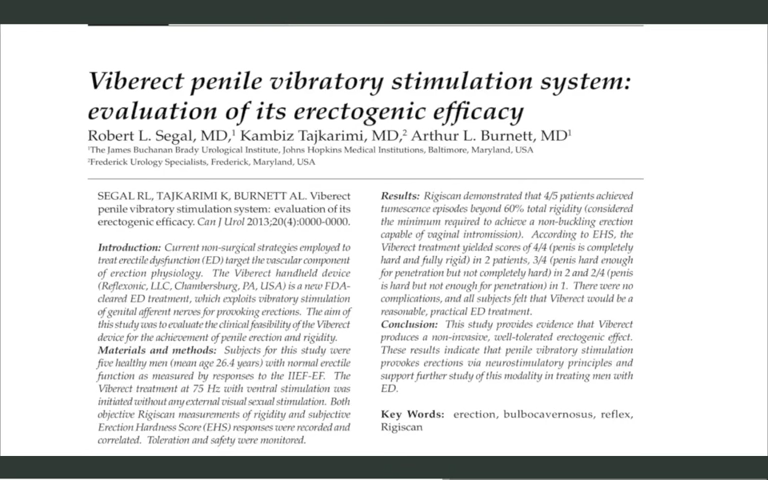 Viberect penile vibratory stimulation system:
evaluation of its erectogenic efficacy
Robert L. Segal, MD,¹ Kambiz Tajkarimi, MD,² Arthur L. Burnett, MD¹
¹The James Buchanan Brady Urological Institute, Johns Hopkins Medical Institutions, Baltimore, Maryland, USA
²Frederick Urology Specialists, Frederick, Maryland, USA
SEGAL RL, TAJKARIMI K, BURNETT AL. Viberect
penile vibratory stimulation system: evaluation of its
erectogenic efficacy. Can J Urol 2013;20(4):0000-0000.
Introduction: Current non-surgical strategies employed to
treat erectile dysfunction (ED) target the vascular component
of erection physiology. The Viberect handheld device
(Reflexonic, LLC, Chambersburg, PA, USA) is a new FDA-
cleared ED treatment, which exploits vibratory stimulation
of genital afferent nerves for provoking erections. The aim of
this study was to evaluate the clinical feasibility of the Viberect
device for the achievement of penile erection and rigidity.
Materials and methods: Subjects for this study were
five healthy men (mean age 26.4 years) with normal erectile
function as measured by responses to the IIEF-EF. The
Viberect treatment at 75 Hz with ventral stimulation was
initiated without any external visual sexual stimulation. Both
objective Rigiscan measurements of rigidity and subjective
Erection Hardness Score (EHS) responses were recorded and
correlated. Toleration and safety were monitored.
Results: Rigiscan demonstrated that 4/5 patients achieved
tumescence episodes beyond 60% total rigidity (considered
the minimum required to achieve a non-buckling erection
capable of vaginal intromission). According to EHS, the
Viberect treatment yielded scores of 4/4 (penis is completely
hard and fully rigid) in 2 patients, 3/4 (penis hard enough
for penetration but not completely hard) in 2 and 2/4 (penis
is hard but not enough for penetration) in 1. There were no
complications, and all subjects felt that Viberect would be a
reasonable, practical ED treatment.
Conclusion: This study provides evidence that Viberect
produces a non-invasive, well-tolerated erectogenic effect.
These results indicate that penile vibratory stimulation
provokes erections via neurostimulatory principles and
support further study of this modality in treating men with
ED.
Key Words: erection, bulbocavernosus, reflex,
Rigiscan